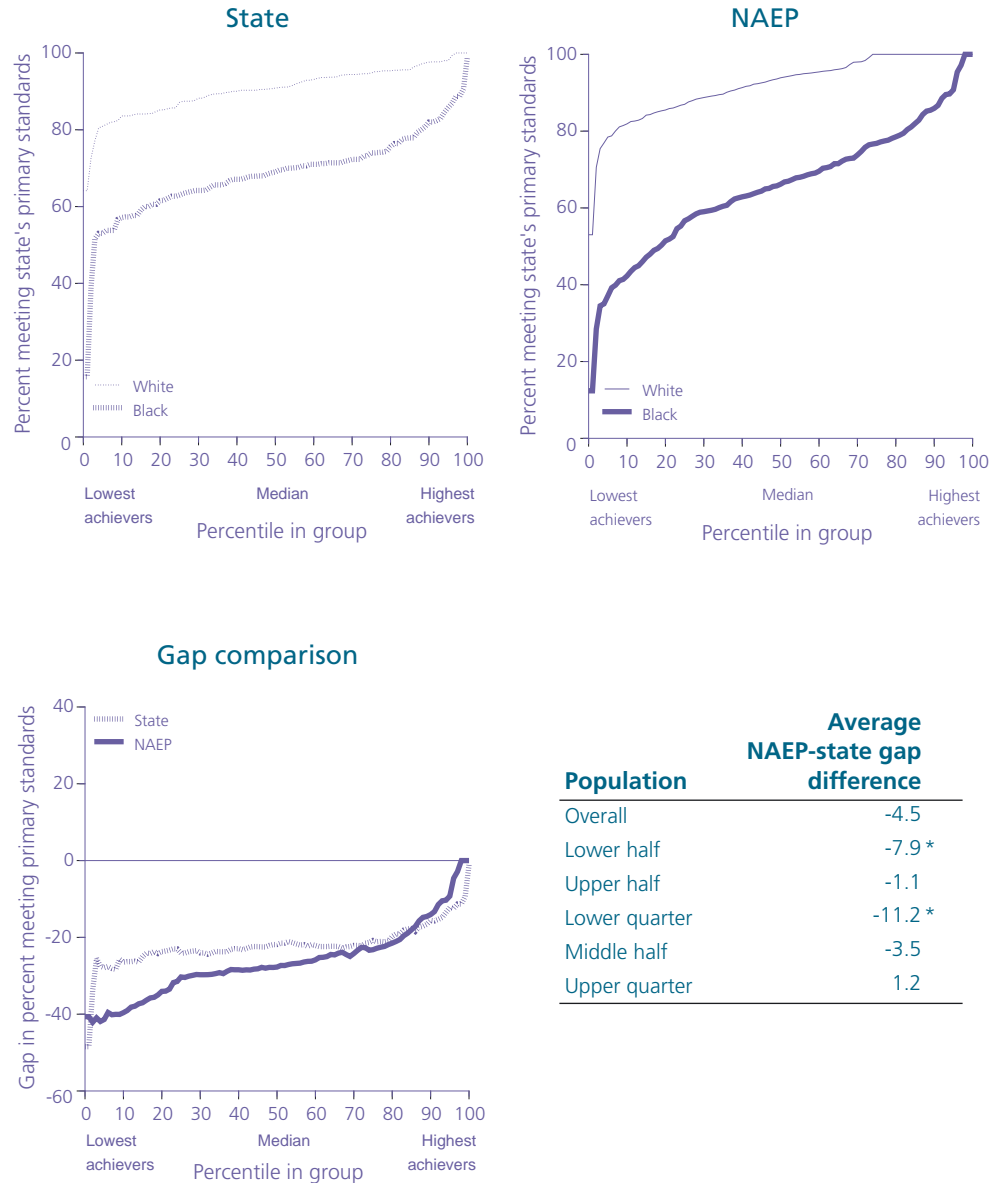 State
Percent meeting state's primary standards
100
80
60
40
20
0
White
Black
0 10 20 30 40 50 60 70 80 90 100
Lowest achievers
Median
Highest achievers
Percentile in group
NAEP
Percent meeting state's primary standards
100
80
60
40
20
0
White
Black
0 10 20 30 40 50 60 70 80 90 100
Lowest achievers
Median
Highest achievers
Percentile in group
Gap comparison
Gap in percent meeting primary standards
40
20
0
-20
-40
-60
State
NAEP
0 10 20 30 40 50 60 70 80 90 100
Lowest achievers
Median
Highest achievers
Percentile in group
Average
NAEP-state gap
Population difference
Overall -4.5
Lower half -7.9 *
Upper half -1.1
Lower quarter -11.2 *
Middle half -3.5
Upper quarter 1.2